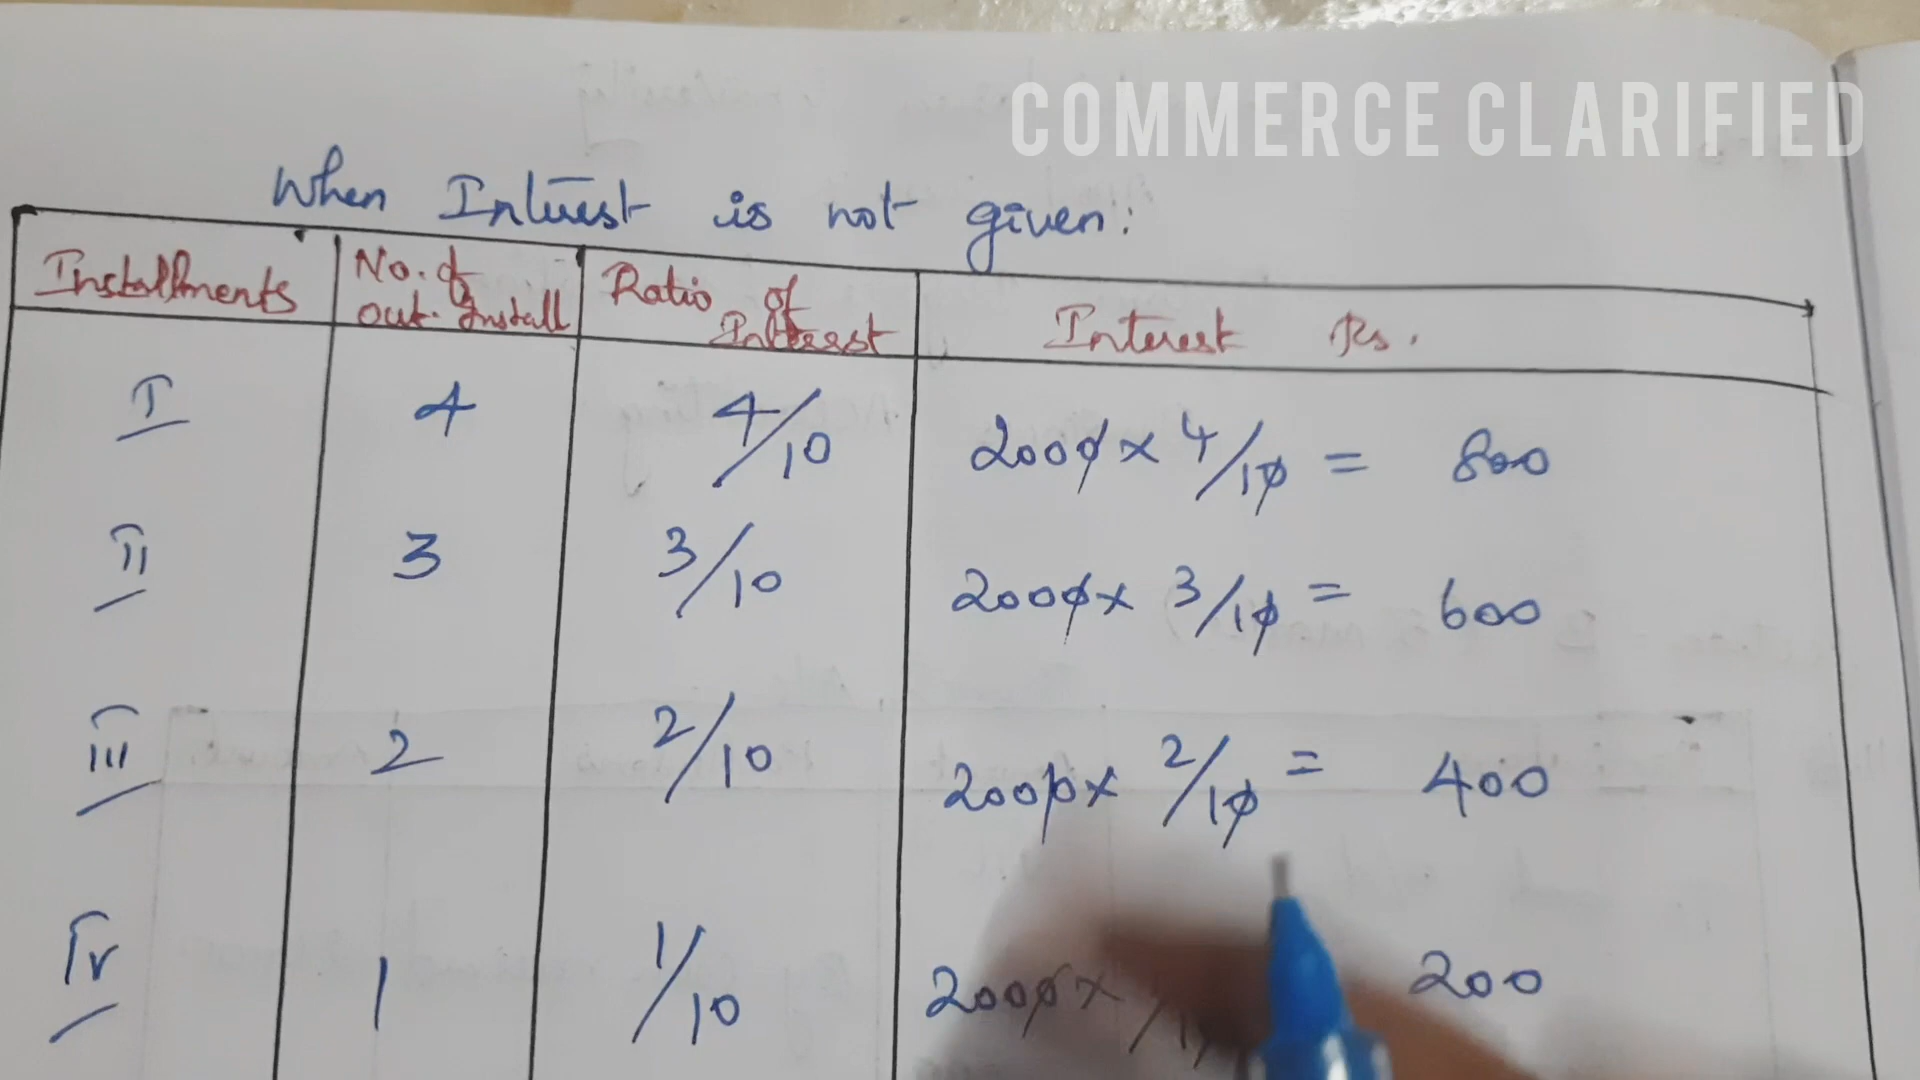 COMMERCE CLARIFIED
When Interest is not given:
Installments No. of out. Install Ratio of Interest Interest Rs.
I 4 4/10 2000 x 4/10 = 800
II 3 3/10 2000 x 3/10 = 600
III 2 2/10 2000 x 2/10 = 400
IV 1 1/10 2000 x 200